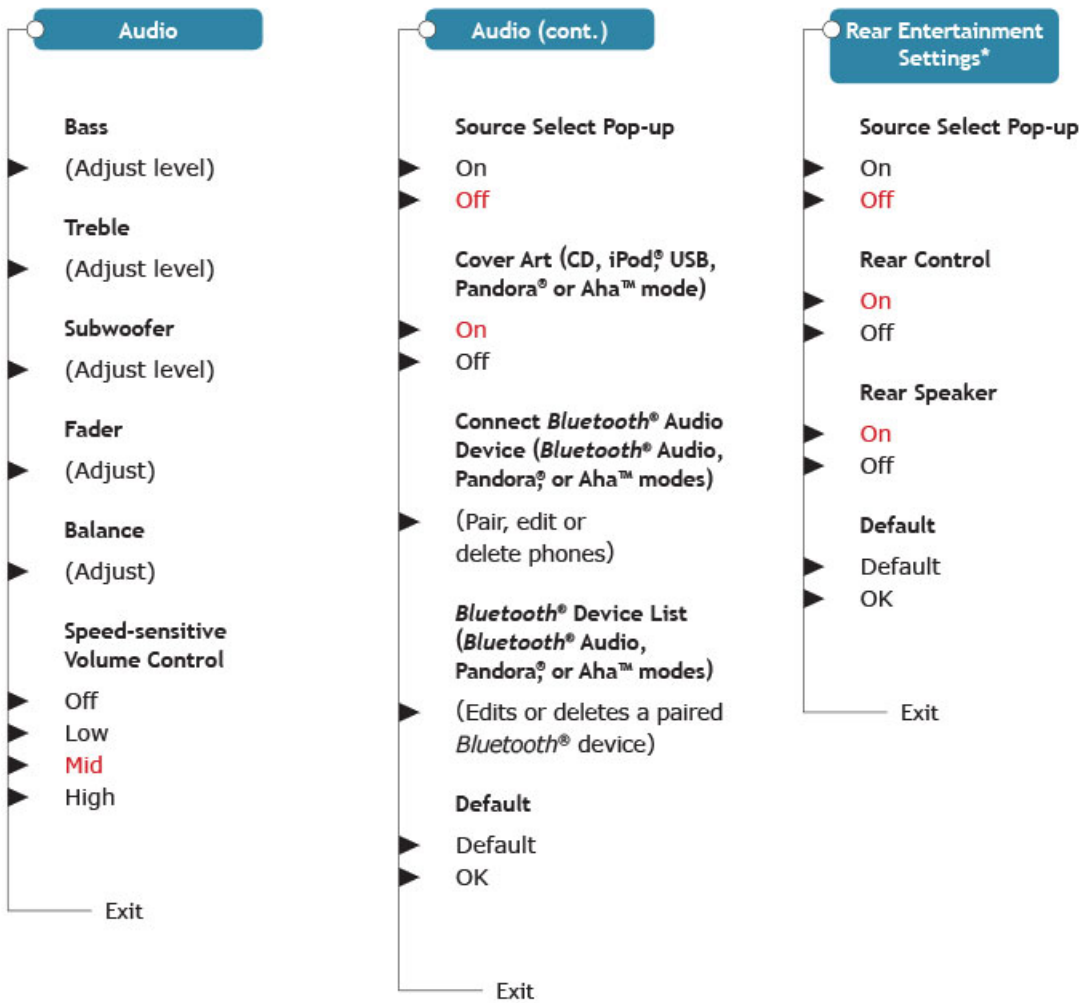 Audio
Bass
(Adjust level)
Treble
(Adjust level)
Subwoofer
(Adjust level)
Fader
(Adjust)
Balance
(Adjust)
Speed-sensitive
Volume Control
Off
Low
Mid
High
Exit
Audio (cont.)
Source Select Pop-up
On
Off
Cover Art (CD, iPod,® USB,
Pandora® or Aha™ mode)
On
Off
Connect Bluetooth® Audio
Device (Bluetooth® Audio,
Pandora,® or Aha™ modes)
(Pair, edit or
delete phones)
Bluetooth® Device List
(Bluetooth® Audio,
Pandora,® or Aha™ modes)
(Edits or deletes a paired
Bluetooth® device)
Default
Default
OK
Exit
Rear Entertainment
Settings*
Source Select Pop-up
On
Off
Rear Control
On
Off
Rear Speaker
On
Off
Default
Default
OK
Exit